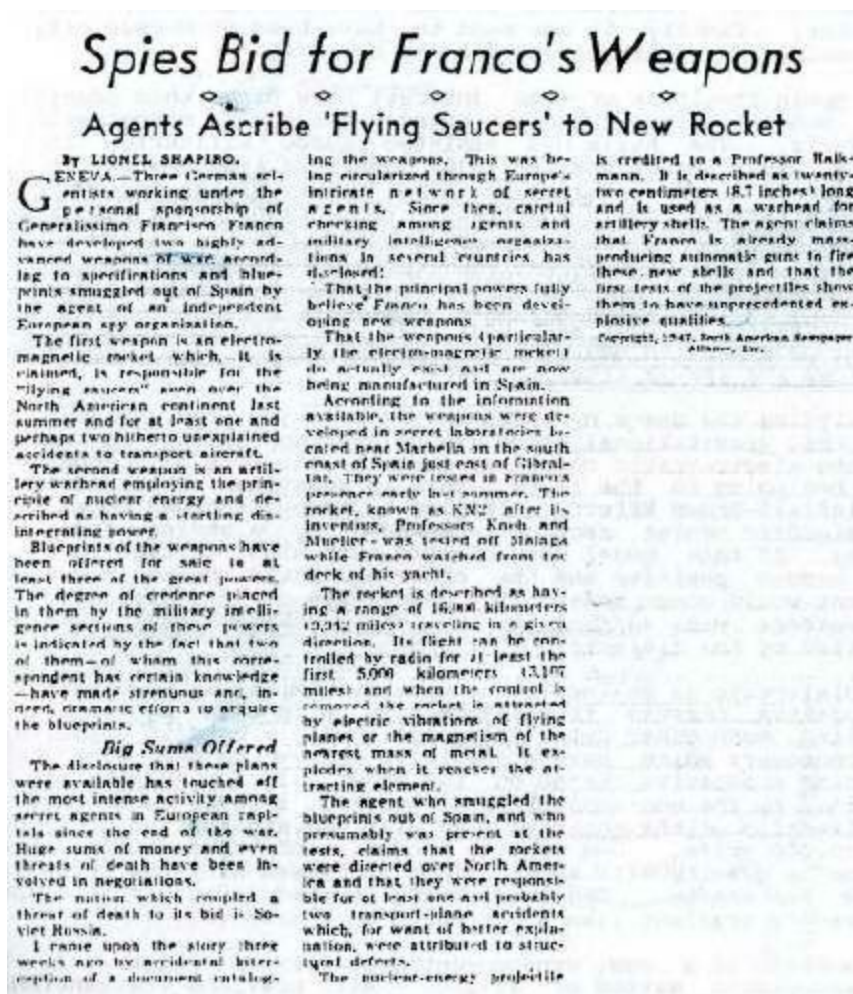 Spies Bid for Franco's Weapons
Agents Ascribe 'Flying Saucers' to New Rocket
By LIONEL SHAPIRO.
GENEVA.—Three German sci-
entists working under the
personal sponsorship of
Generalissimo Francisco Franco
have developed two highly ad-
vanced weapons of war, accord-
ing to specifications and blue-
prints smuggled out of Spain by
the agent of an independent
European spy organization.
The first weapon is an electro-
magnetic rocket which, it is
claimed, is responsible for the
"flying saucers" seen over the
North American continent last
summer and for at least one and
perhaps two hitherto unexplained
accidents to transport aircraft.
The second weapon is an artil-
lery warhead employing the prin-
ciple of nuclear energy and de-
scribed as having a startling dis-
integrating power.
Blueprints of the weapons have
been offered for sale to at
least three of the great powers.
The degree of credence placed
in them by the military intelli-
gence sections of these powers
is indicated by the fact that two
of them—of whom this corre-
spondent has certain knowledge
—have made strenuous and, in-
deed, dramatic efforts to acquire
the blueprints.
Big Sums Offered
The disclosure that these plans
were available has touched off
the most intense activity among
secret agents in European capi-
tals since the end of the war.
Huge sums of money and even
threats of death have been in-
volved in negotiations.
The nation which coupled a
threat of death to its bid is So-
viet Russia.
I came upon the story three
weeks ago by accidental inter-
ception of a document catalog-
ing the weapons. This was be-
ing circularized through Europe's
intricate network of secret
agents. Since then, careful
checking among agents and
military intelligence organiza-
tions in several countries has
disclosed:
That the principal powers fully
believe Franco has been devel-
oping new weapons
That the weapons (particular-
ly the electro-magnetic rocket)
do actually exist and are now
being manufactured in Spain.
According to the information
available, the weapons were de-
veloped in secret laboratories lo-
cated near Marbella on the south
coast of Spain just east of Gibral-
tar. They were tested in Franco's
presence early last summer. The
rocket, known as KM2 after its
inventors, Professors Knoh and
Mueller - was tested off Malaga
while Franco watched from the
deck of his yacht.
The rocket is described as hav-
ing a range of 16,000 kilometers
miles) traveling in a given
direction. Its flight can be con-
trolled by radio for at least the
first 5,000 kilometers (3,107
miles) and when the control is
removed the rocket is attracted
by electric vibrations of flying
planes or the magnetism of the
nearest mass of metal. It ex-
plodes when it reaches the at-
tracting element.
The agent who smuggled the
blueprints out of Spain, and who
presumably was present at the
tests, claims that the rockets
were directed over North Amer-
ica and that they were responsi-
ble for at least one and probably
two transport-plane accidents
which, for want of better expla-
nation, were attributed to struc-
tural defects.
The nuclear-energy projectile
is credited to a Professor Halk-
mann. It is described as twenty-
two centimeters (8.7 inches) long
and is used as a warhead for
artillery shells. The agent claims
that Franco is already mass-
producing automatic guns to fire
these new shells and that the
first tests of the projectiles show
them to have unprecedented ex-
plosive qualities.
Copyright, 1947, North American Newspaper
Alliance, Inc.